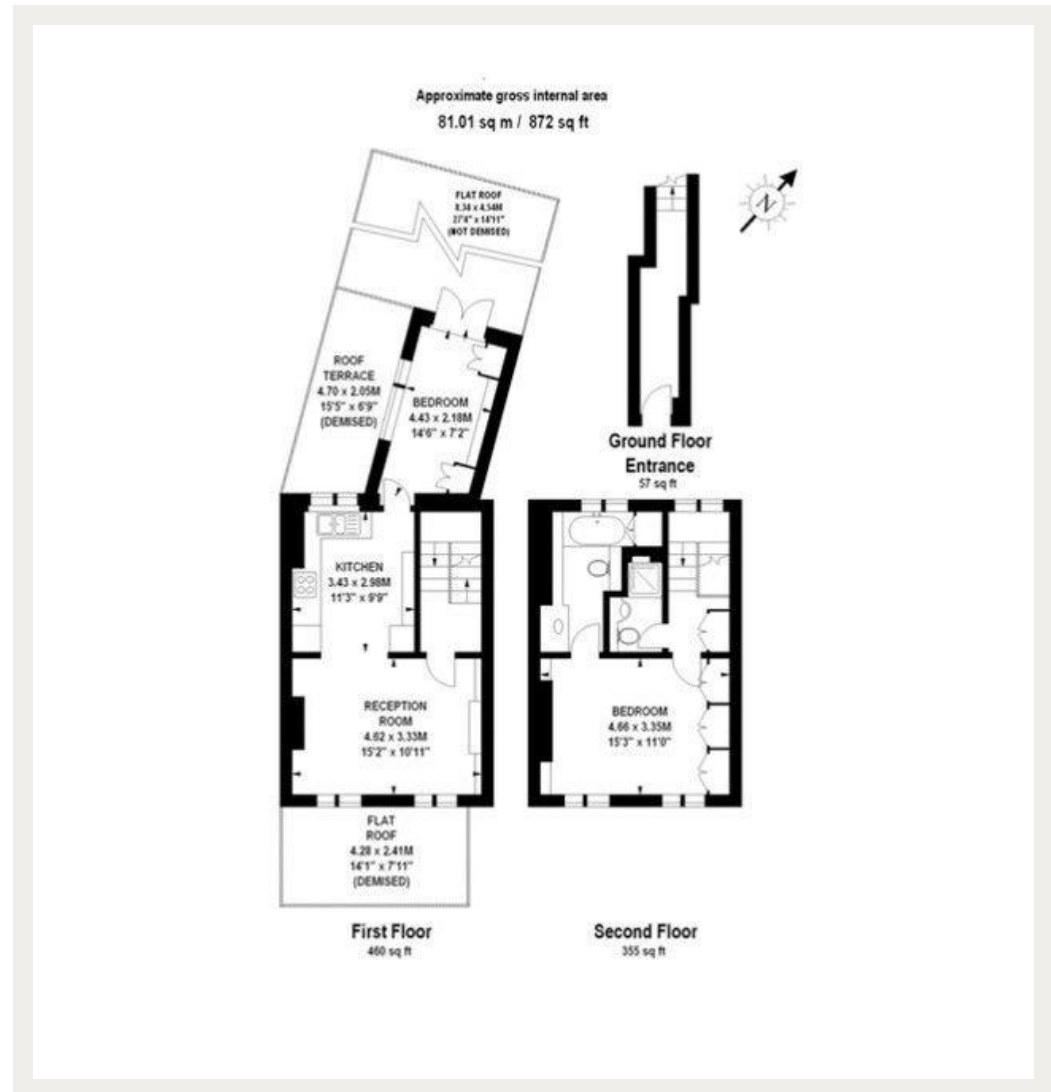 Approximate gross internal area
81.01 sq m / 872 sq ft
FLAT ROOF
8.34 x 4.54M
27'4" x 14'11"
(NOT DEMISED)
N
ROOF
TERRACE
4.70 x 2.05M
15'5" x 6'9"
(DEMISED)
BEDROOM
4.43 x 2.18M
14'6" x 7'2"
Ground Floor
Entrance
57 sq ft
KITCHEN
3.43 x 2.98M
11'3" x 9'9"
RECEPTION
ROOM
4.62 x 3.33M
15'2" x 10'11"
BEDROOM
4.66 x 3.35M
15'3" x 11'0"
FLAT
ROOF
4.28 x 2.41M
14'1" x 7'11"
(DEMISED)
First Floor
460 sq ft
Second Floor
355 sq ft